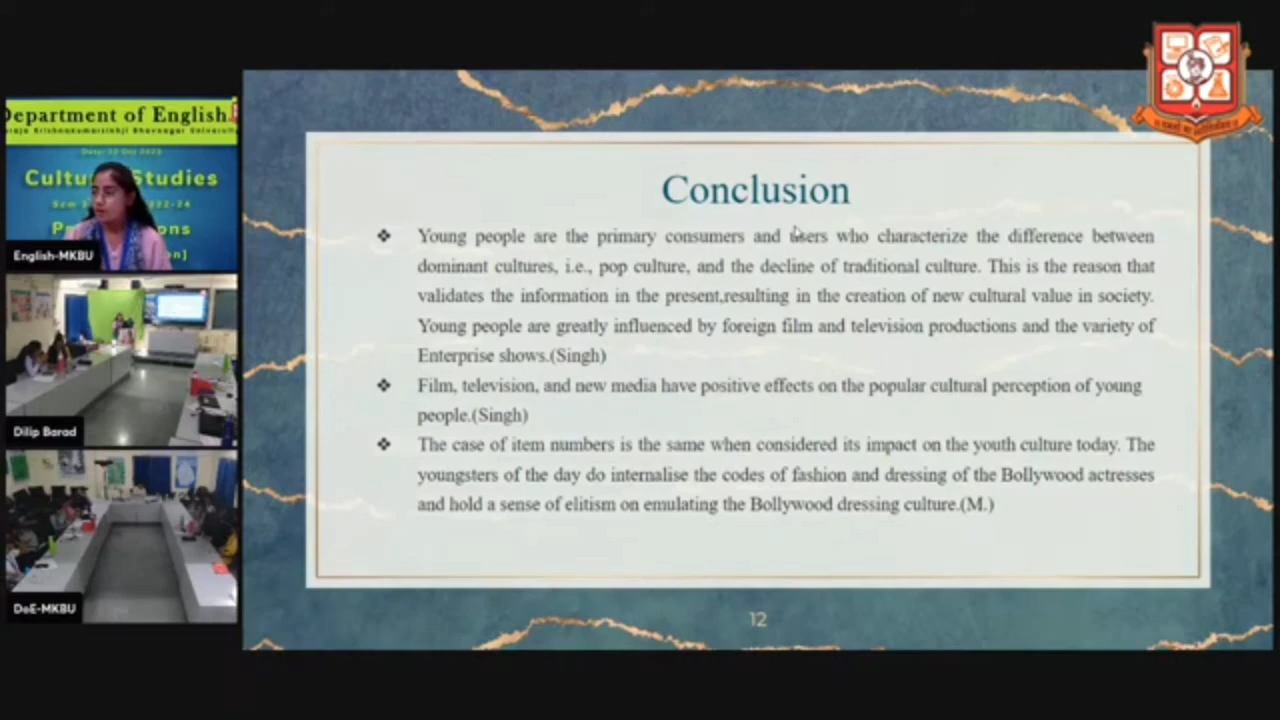 Department of English
Maharaja Krishnakumarsinhji Bhavnagar University
Cultu Studies
Sem 22-24
English-MKBU
Dilip Barad
DoE-MKBU
Conclusion
❖ Young people are the primary consumers and users who characterize the difference between
dominant cultures, i.e., pop culture, and the decline of traditional culture. This is the reason that
validates the information in the present,resulting in the creation of new cultural value in society.
Young people are greatly influenced by foreign film and television productions and the variety of
Enterprise shows.(Singh)
❖ Film, television, and new media have positive effects on the popular cultural perception of young
people.(Singh)
❖ The case of item numbers is the same when considered its impact on the youth culture today. The
youngsters of the day do internalise the codes of fashion and dressing of the Bollywood actresses
and hold a sense of elitism on emulating the Bollywood dressing culture.(M.)
12